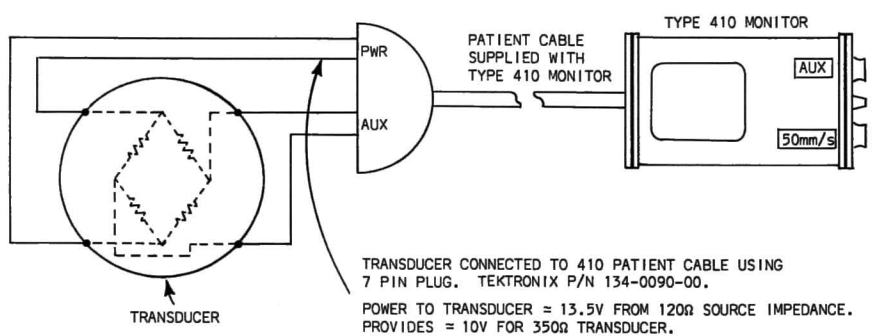 TYPE 410 MONITOR
PWR
PATIENT CABLE
SUPPLIED WITH
TYPE 410 MONITOR
AUX
AUX
50mm/s
TRANSDUCER
TRANSDUCER CONNECTED TO 410 PATIENT CABLE USING
7 PIN PLUG. TEKTRONIX P/N 134-0090-00.
POWER TO TRANSDUCER ≃ 13.5V FROM 120Ω SOURCE IMPEDANCE.
PROVIDES ≃ 10V FOR 350Ω TRANSDUCER.